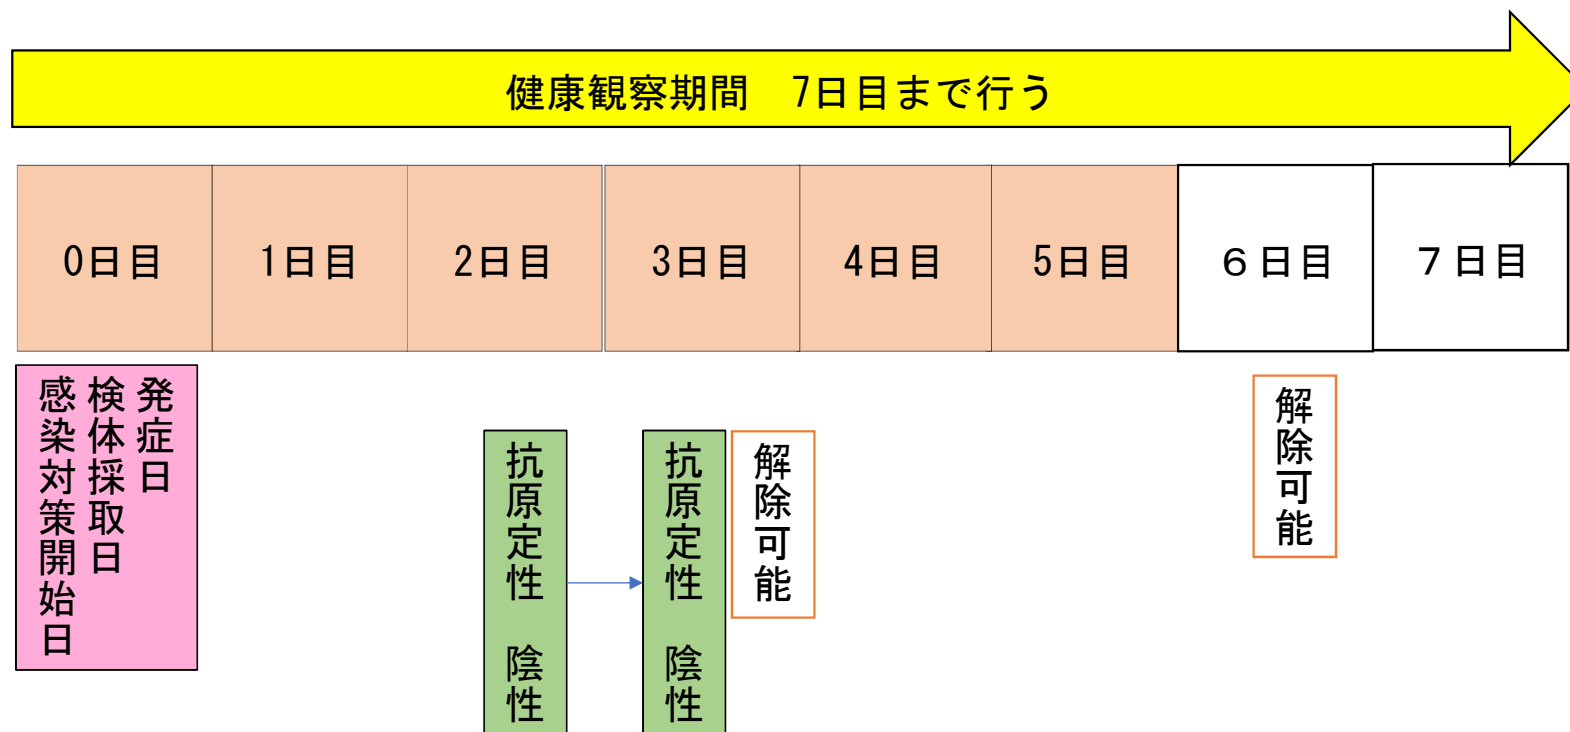 健康観察期間　7日目まで行う
0日目
1日目
2日目
3日目
4日目
5日目
６日目
７日目
発症日
検体採取日
感染対策開始日
抗原定性　陰性
抗原定性　陰性
解除可能
解除可能